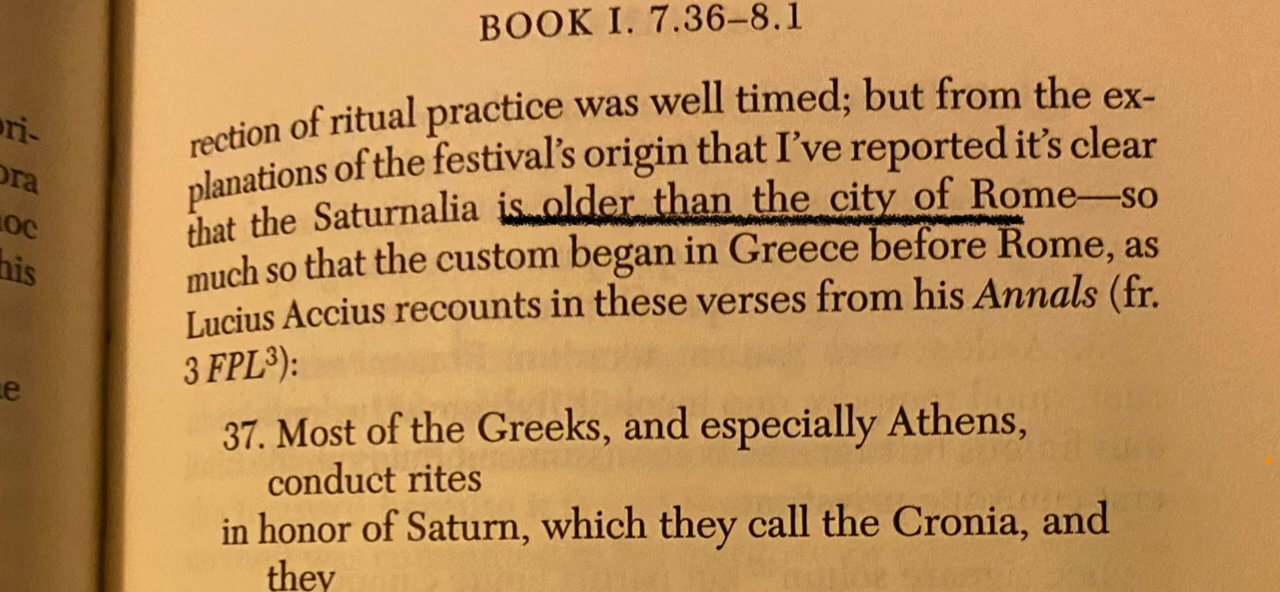 BOOK I. 7.36–8.1
rection of ritual practice was well timed; but from the ex-
planations of the festival's origin that I've reported it's clear
that the Saturnalia is older than the city of Rome—so
much so that the custom began in Greece before Rome, as
Lucius Accius recounts in these verses from his Annals (fr.
3 FPL³):
37. Most of the Greeks, and especially Athens,
conduct rites
in honor of Saturn, which they call the Cronia, and
they
ori-
ora
oc
his
e